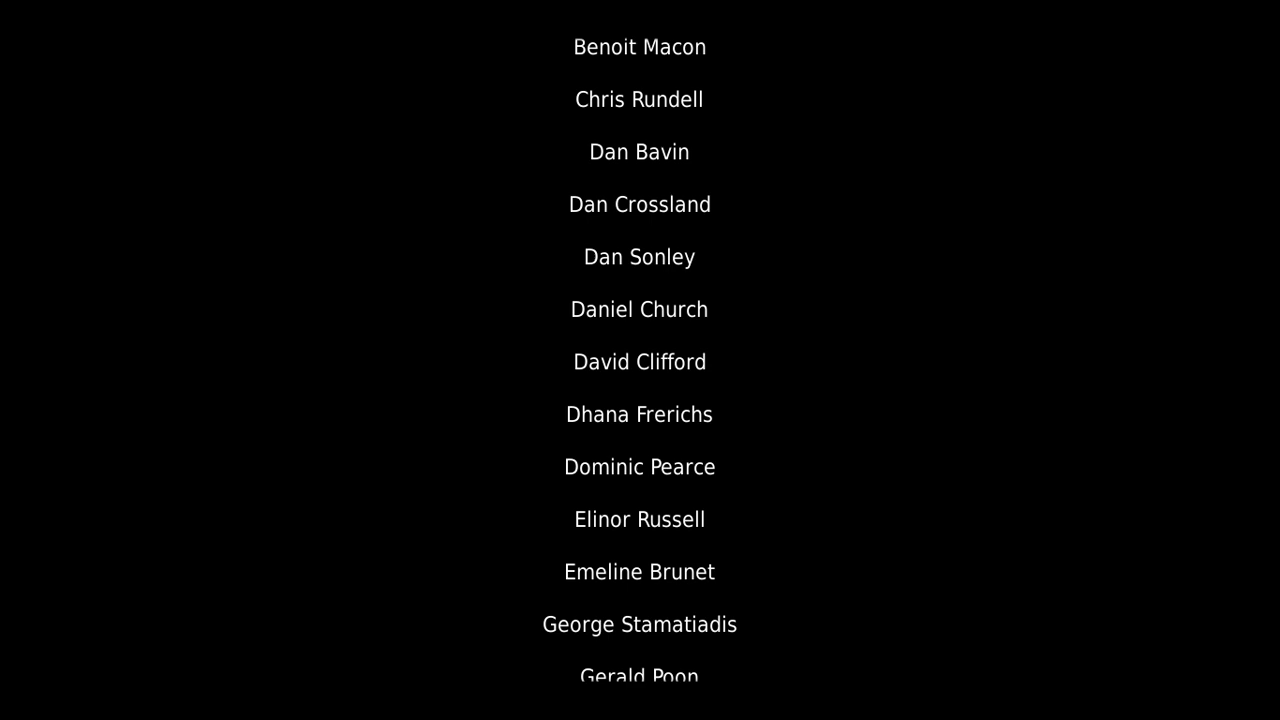 Benoit Macon
Chris Rundell
Dan Bavin
Dan Crossland
Dan Sonley
Daniel Church
David Clifford
Dhana Frerichs
Dominic Pearce
Elinor Russell
Emeline Brunet
George Stamatiadis
Gerald Poon